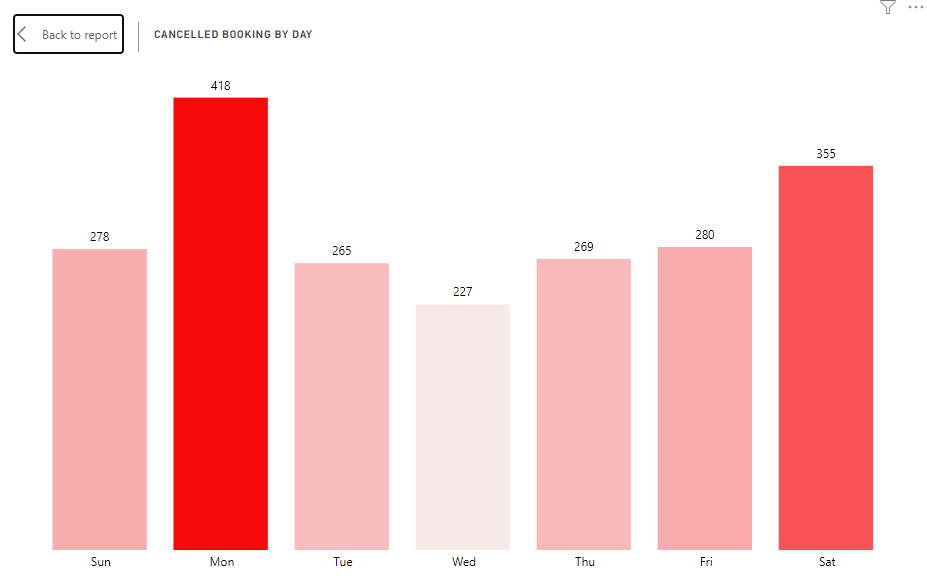 Back to report
CANCELLED BOOKING BY DAY
418
355
278
265
227
269
280
Sun Mon Tue Wed Thu Fri Sat